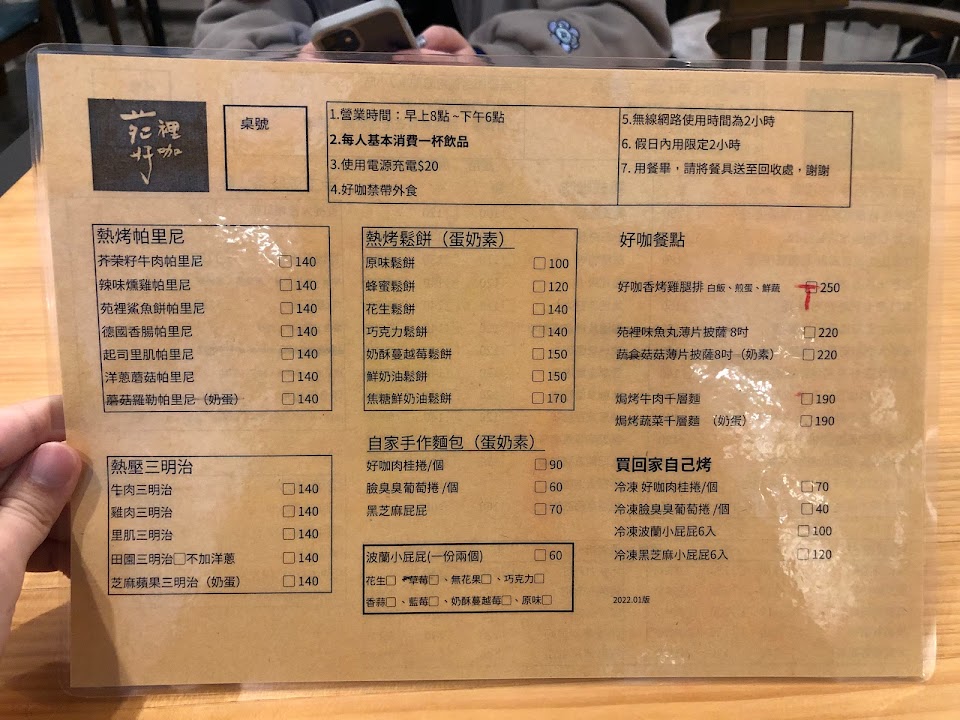 苑裡好咖
桌號
1.營業時間：早上8點 ~下午6點
2.每人基本消費一杯飲品
3.使用電源充電$20
4.好咖禁帶外食
5.無線網路使用時間為2小時
6. 假日內用限定2小時
7. 用餐畢，請將餐具送至回收處，謝謝
熱烤帕里尼
芥茉籽牛肉帕里尼 □ 140
辣味燻雞帕里尼 □ 140
苑裡鯊魚餅帕里尼 □ 140
德國香腸帕里尼 □ 140
起司里肌帕里尼 □ 140
洋蔥蘑菇帕里尼 □ 140
蘑菇羅勒帕里尼（奶蛋） □ 140
熱壓三明治
牛肉三明治 □ 140
雞肉三明治 □ 140
里肌三明治 □ 140
田園三明治□不加洋蔥 □ 140
芝麻蘋果三明治（奶蛋） □ 140
熱烤鬆餅（蛋奶素）
原味鬆餅 □ 100
蜂蜜鬆餅 □ 120
花生鬆餅 □ 140
巧克力鬆餅 □ 140
奶酥蔓越莓鬆餅 □ 150
鮮奶油鬆餅 □ 150
焦糖鮮奶油鬆餅 □ 170
自家手作麵包（蛋奶素）
好咖肉桂捲/個 □ 90
臉臭臭葡萄捲 /個 □ 60
黑芝麻屁屁 □ 70
波蘭小屁屁(一份兩個) □ 60
花生□、草莓□、無花果□、巧克力□
香蒜□、藍莓□、奶酥蔓越莓□、原味□
好咖餐點
好咖香烤雞腿排 白飯、煎蛋、鮮蔬 □ 250
苑裡味魚丸薄片披薩 8吋 □ 220
蔬食菇菇薄片披薩8吋（奶素） □ 220
焗烤牛肉千層麵 □ 190
焗烤蔬菜千層麵 （奶蛋） □ 190
買回家自己烤
冷凍 好咖肉桂捲/個 □ 70
冷凍臉臭臭葡萄捲 /個 □ 40
冷凍波蘭小屁屁6入 □ 100
冷凍黑芝麻小屁屁6入 □ 120
2022.01版